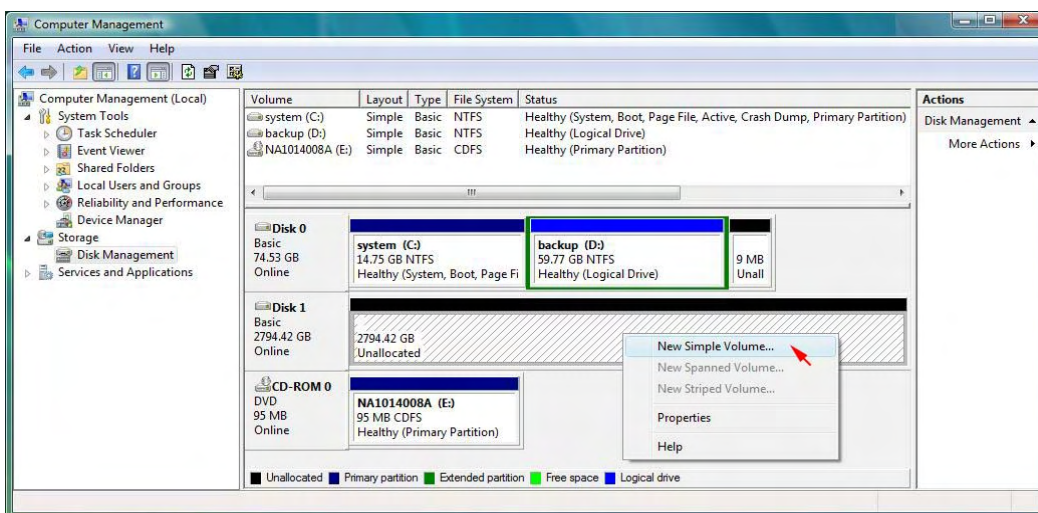 Computer Management
File Action View Help
Computer Management (Local)
System Tools
Task Scheduler
Event Viewer
Shared Folders
Local Users and Groups
Reliability and Performance
Device Manager
Storage
Disk Management
Services and Applications
Volume Layout Type File System Status
system (C:) Simple Basic NTFS Healthy (System, Boot, Page File, Active, Crash Dump, Primary Partition)
backup (D:) Simple Basic NTFS Healthy (Logical Drive)
NA1014008A (E:) Simple Basic CDFS Healthy (Primary Partition)
Disk 0
Basic
74.53 GB
Online
system (C:)
14.75 GB NTFS
Healthy (System, Boot, Page Fi
backup (D:)
59.77 GB NTFS
Healthy (Logical Drive)
9 MB
Unall
Disk 1
Basic
2794.42 GB
Online
2794.42 GB
Unallocated
New Simple Volume...
New Spanned Volume...
New Striped Volume...
Properties
Help
CD-ROM 0
DVD
95 MB
Online
NA1014008A (E:)
95 MB CDFS
Healthy (Primary Partition)
Unallocated Primary partition Extended partition Free space Logical drive
Actions
Disk Management
More Actions